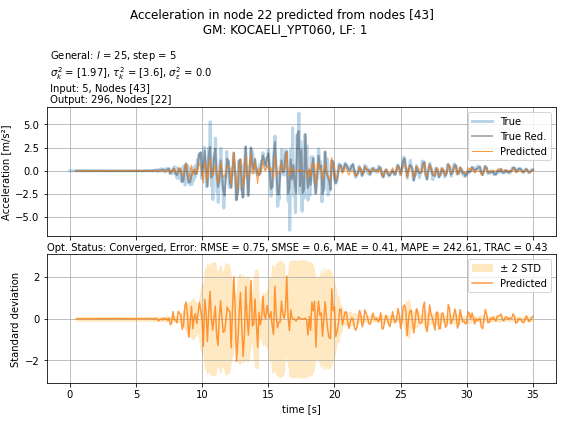 Acceleration in node 22 predicted from nodes [43]
GM: KOCAELI_YPT060, LF: 1
General: l = 25, step = 5
σ²ₖ = [1.97], τ²ₖ = [3.6], σ²ₑ = 0.0
Input: 5, Nodes [43]
Output: 296, Nodes [22]
Acceleration [m/s²]
5.0
2.5
0.0
−2.5
−5.0
True
True Red.
Predicted
Opt. Status: Converged, Error: RMSE = 0.75, SMSE = 0.6, MAE = 0.41, MAPE = 242.61, TRAC = 0.43
Standard deviation
2
0
−2
± 2 STD
Predicted
0 5 10 15 20 25 30 35
time [s]